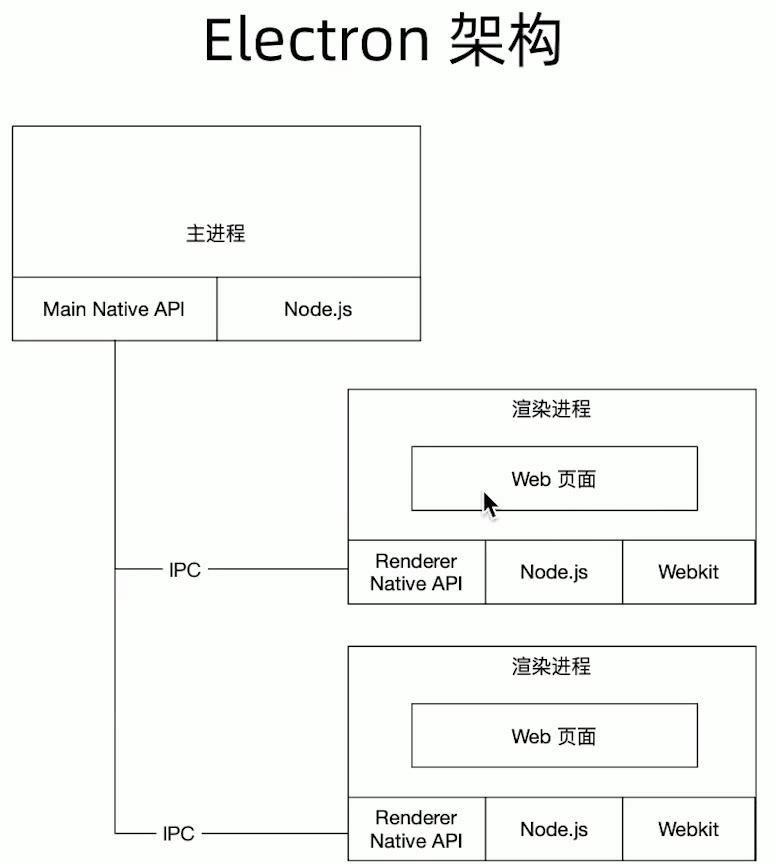 Electron 架构
主进程
Main Native API
Node.js
渲染进程
Web 页面
IPC
Renderer
Native API
Node.js
Webkit
渲染进程
Web 页面
IPC
Renderer
Native API
Node.js
Webkit